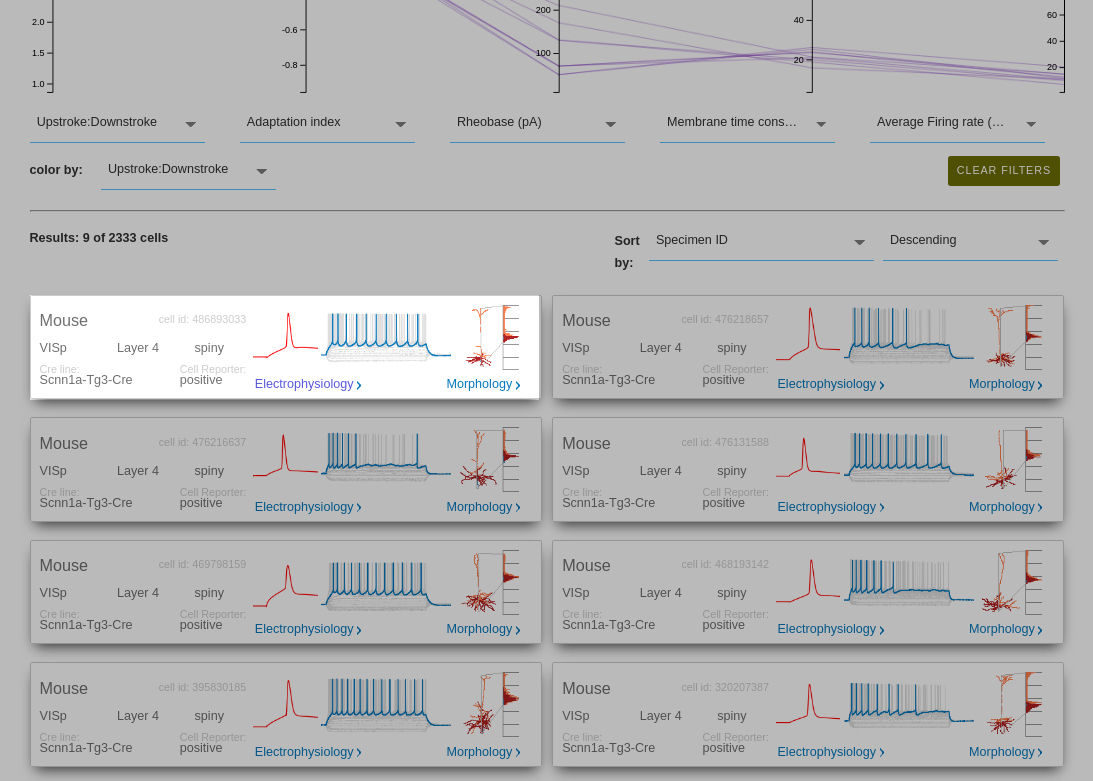 200
2.0
-0.6
40
60
1.5
100
40
-0.8
20
20
1.0
Upstroke:Downstroke
Adaptation index
Rheobase (pA)
Membrane time cons…
Average Firing rate (…
color by:
Upstroke:Downstroke
CLEAR FILTERS
Results: 9 of 2333 cells
Sort by:
Specimen ID
Descending
Mouse
cell id: 486893033
VISp
Layer 4
spiny
Cre line:
Cell Reporter:
Scnn1a-Tg3-Cre
positive
Electrophysiology
Morphology
Mouse
cell id: 476218657
VISp
Layer 4
spiny
Cre line:
Cell Reporter:
Scnn1a-Tg3-Cre
positive
Electrophysiology
Morphology
Mouse
cell id: 476216637
VISp
Layer 4
spiny
Cre line:
Cell Reporter:
Scnn1a-Tg3-Cre
positive
Electrophysiology
Morphology
Mouse
cell id: 476131588
VISp
Layer 4
spiny
Cre line:
Cell Reporter:
Scnn1a-Tg3-Cre
positive
Electrophysiology
Morphology
Mouse
cell id: 469798159
VISp
Layer 4
spiny
Cre line:
Cell Reporter:
Scnn1a-Tg3-Cre
positive
Electrophysiology
Morphology
Mouse
cell id: 468193142
VISp
Layer 4
spiny
Cre line:
Cell Reporter:
Scnn1a-Tg3-Cre
positive
Electrophysiology
Morphology
Mouse
cell id: 395830185
VISp
Layer 4
spiny
Cre line:
Cell Reporter:
Scnn1a-Tg3-Cre
positive
Electrophysiology
Morphology
Mouse
cell id: 320207387
VISp
Layer 4
spiny
Cre line:
Cell Reporter:
Scnn1a-Tg3-Cre
positive
Electrophysiology
Morphology